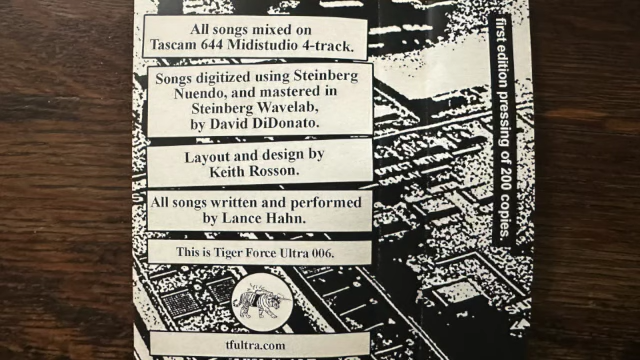 All songs mixed on
Tascam 644 Midistudio 4-track.
Songs digitized using Steinberg
Nuendo, and mastered in
Steinberg Wavelab,
by David DiDonato.
Layout and design by
Keith Rosson.
All songs written and performed
by Lance Hahn.
This is Tiger Force Ultra 006.
tfultra.com
first edition pressing of 200 copies.